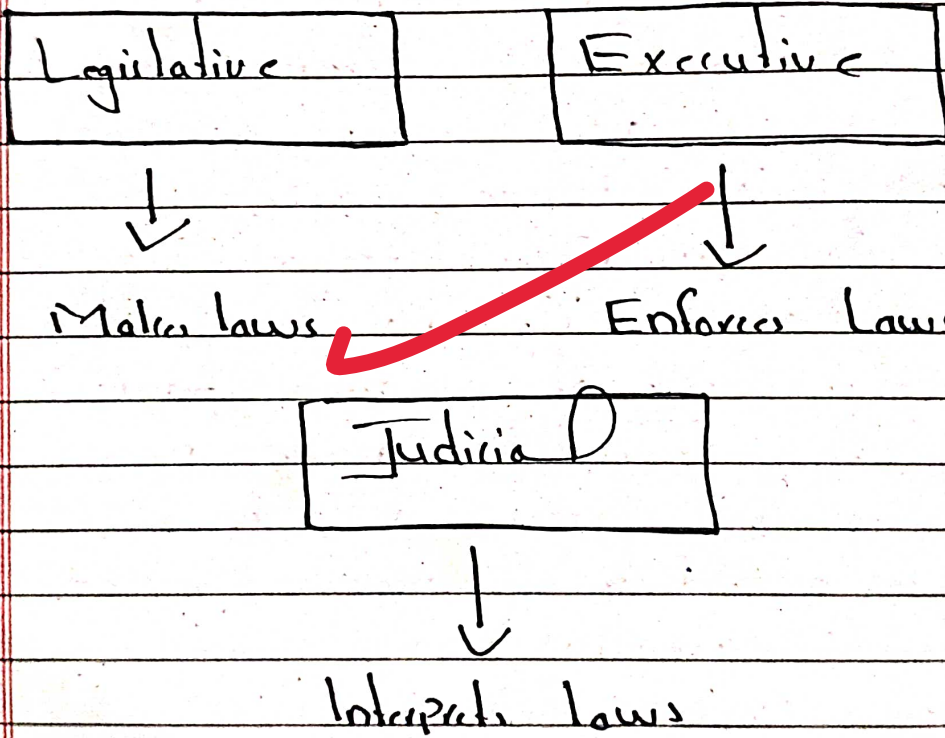 Legislative Executive
Makes laws Enforces Laws
Judicial
Interprets laws